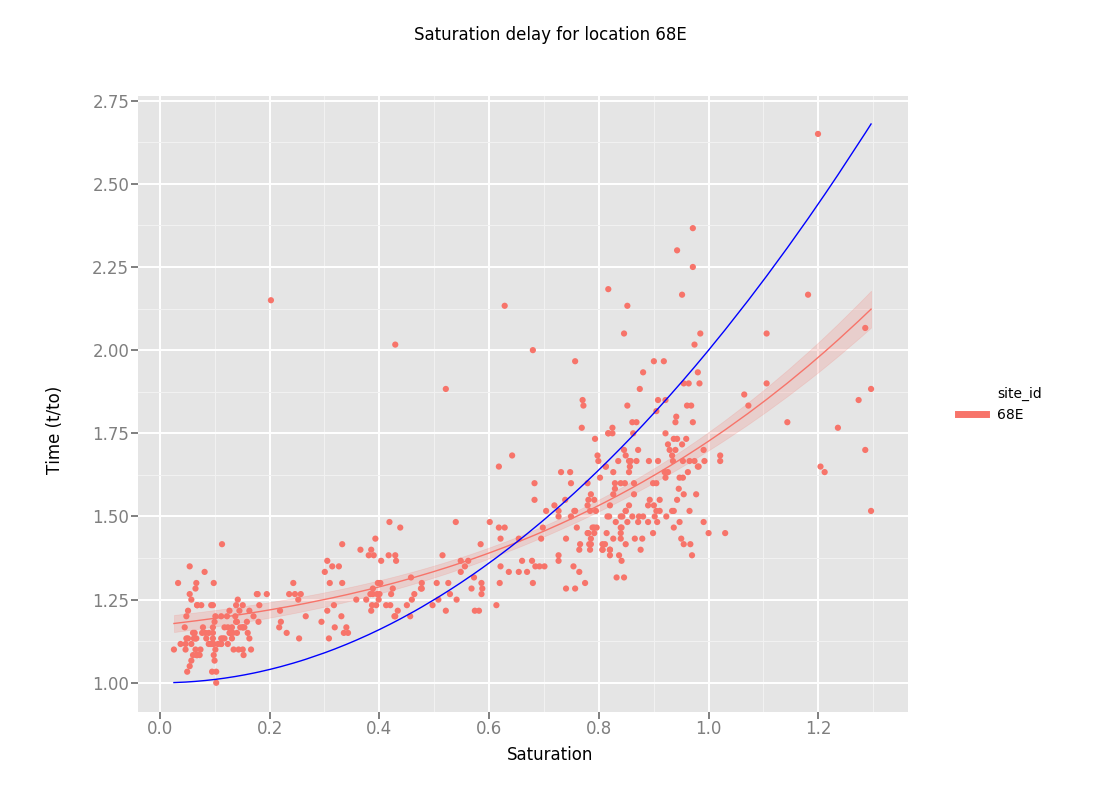 Saturation delay for location 68E
2.75
2.50
2.25
2.00
1.75
1.50
1.25
1.00
Time (t/to)
0.0 0.2 0.4 0.6 0.8 1.0 1.2
Saturation
site_id
68E